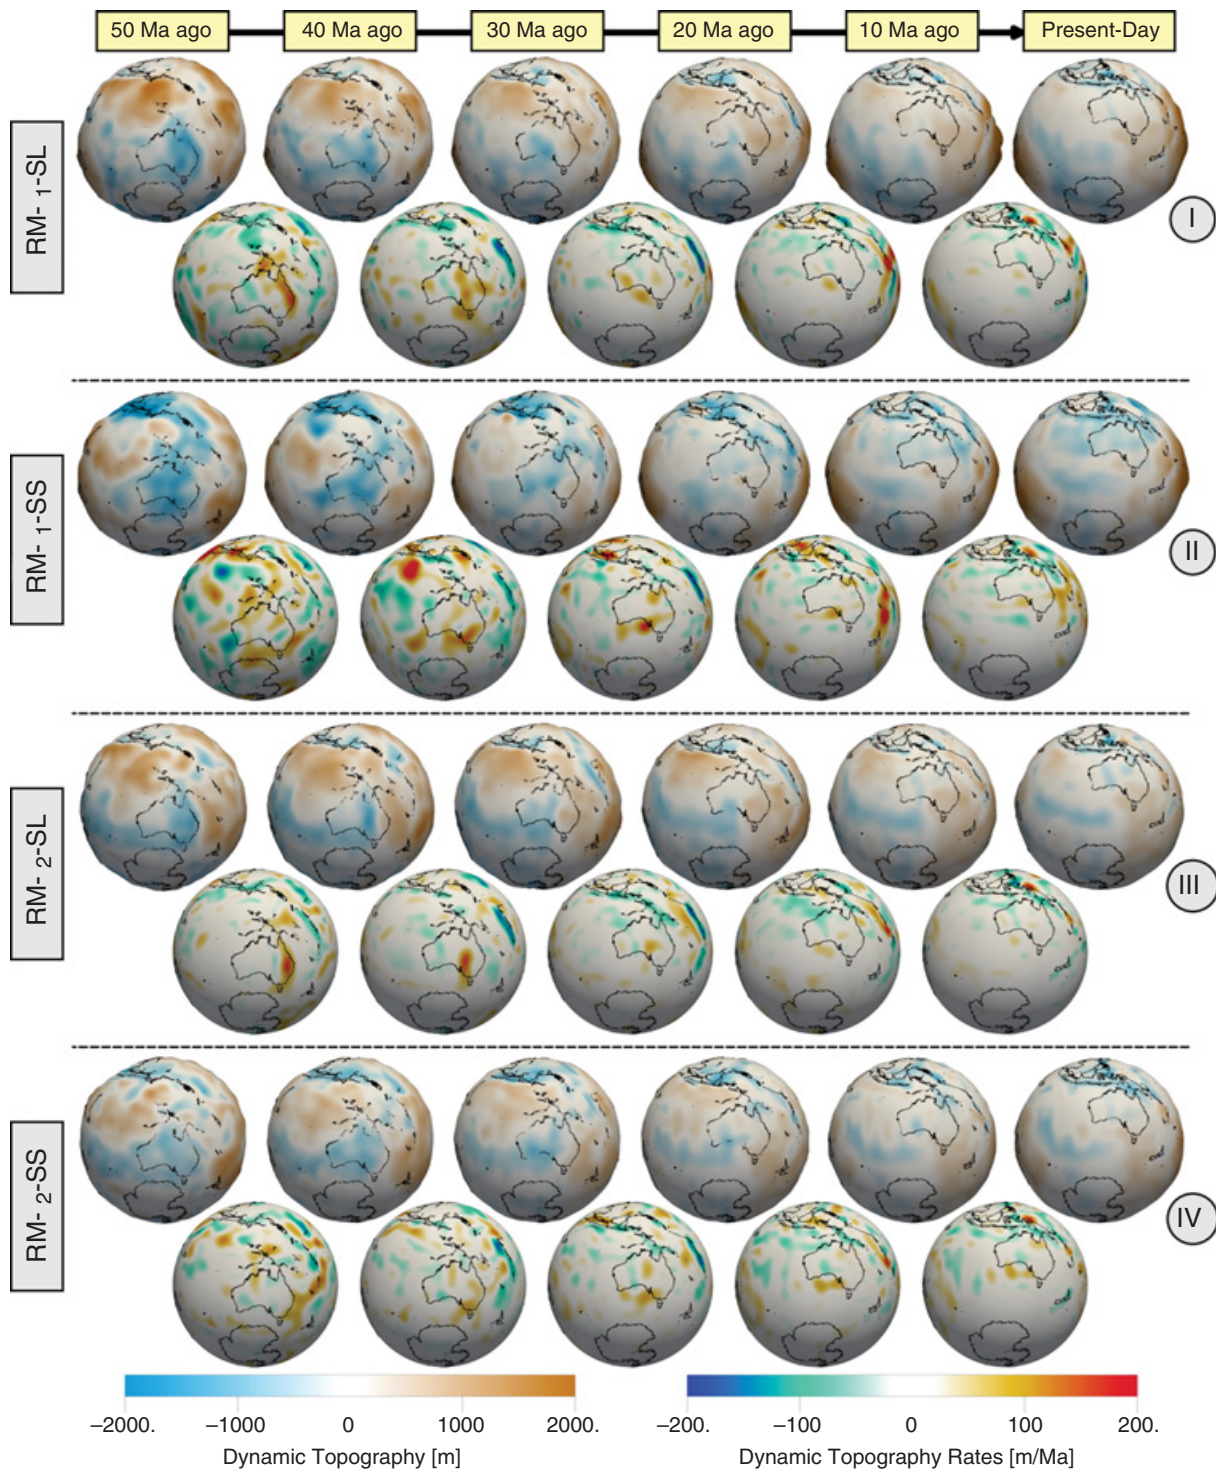 50 Ma ago 40 Ma ago 30 Ma ago 20 Ma ago 10 Ma ago Present-Day
RM- 1-SL
I
RM- 1-SS
II
RM- 2-SL
III
RM- 2-SS
IV
–2000. –1000 0 1000 2000.
Dynamic Topography [m]
–200. –100 0 100 200.
Dynamic Topography Rates [m/Ma]